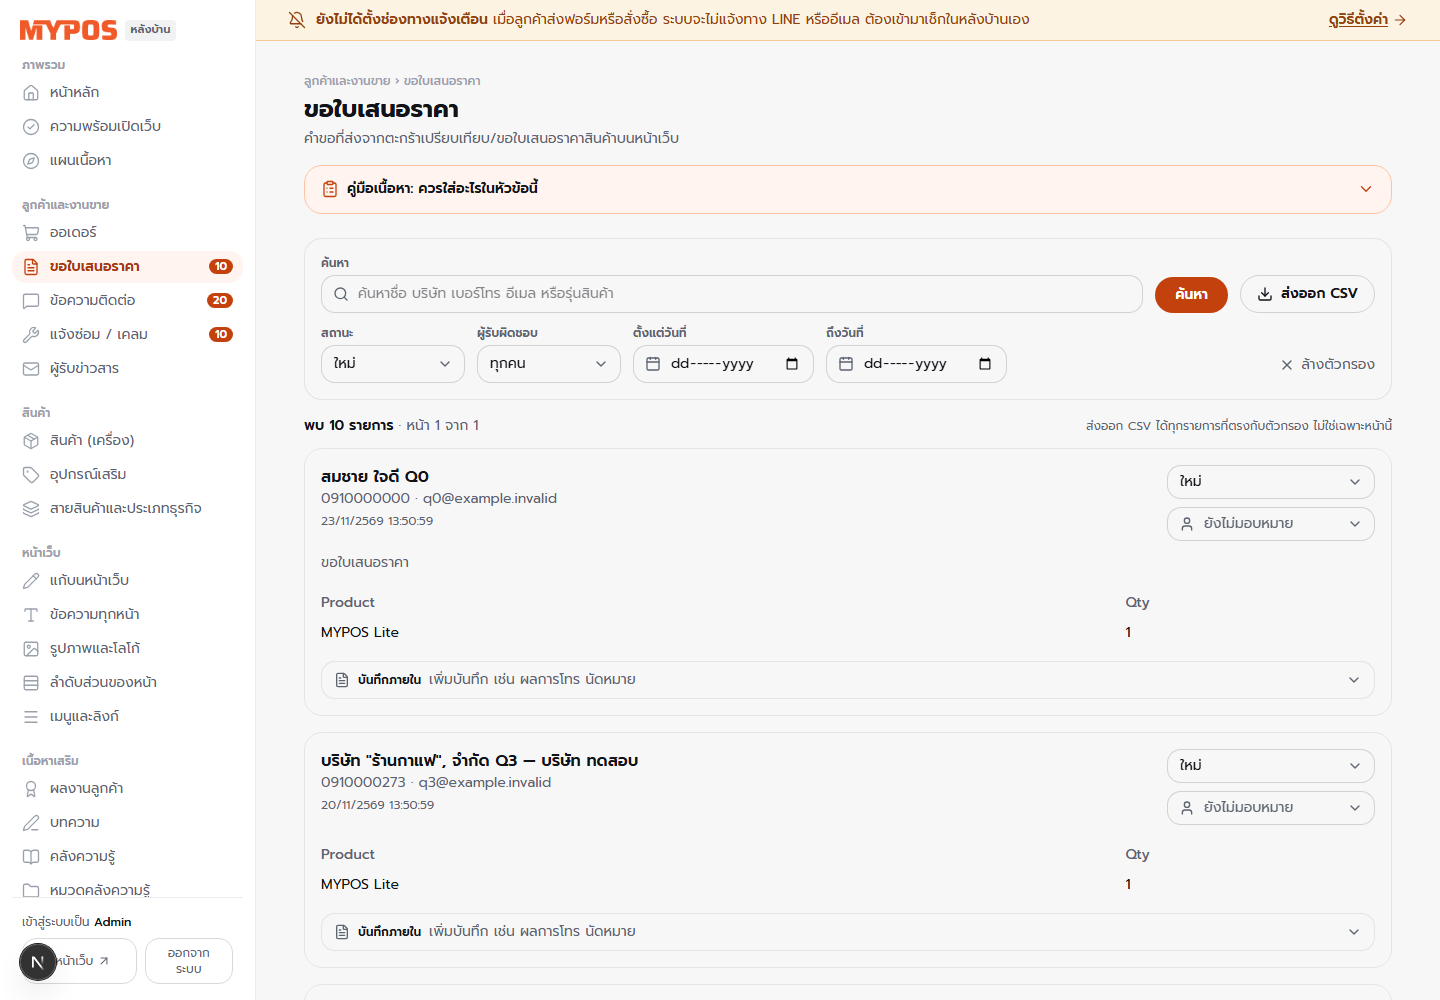 MYPOS หลังบ้าน
ภาพรวม
หน้าหลัก
ความพร้อมเปิดเว็บ
แผนเนื้อหา
ลูกค้าและงานขาย
ออเดอร์
ขอใบเสนอราคา 10
ข้อความติดต่อ 20
แจ้งซ่อม / เคลม 10
ผู้รับข่าวสาร
สินค้า
สินค้า (เครื่อง)
อุปกรณ์เสริม
สายสินค้าและประเภทธุรกิจ
หน้าเว็บ
แก้บนหน้าเว็บ
ข้อความทุกหน้า
รูปภาพและโลโก้
ลำดับส่วนของหน้า
เมนูและลิงก์
เนื้อหาเสริม
ผลงานลูกค้า
บทความ
คลังความรู้
หมวดคลังความรู้
เข้าสู่ระบบเป็น Admin
N
หน้าเว็บ
ออกจาก
ระบบ
ยังไม่ได้ตั้งช่องทางแจ้งเตือน เมื่อลูกค้าส่งฟอร์มหรือสั่งซื้อ ระบบจะไม่แจ้งทาง LINE หรืออีเมล ต้องเข้ามาเช็กในหลังบ้านเอง
ดูวิธีตั้งค่า →
ลูกค้าและงานขาย › ขอใบเสนอราคา
ขอใบเสนอราคา
คำขอที่ส่งจากตะกร้าเปรียบเทียบ/ขอใบเสนอราคาสินค้าบนหน้าเว็บ
คู่มือเนื้อหา: ควรใส่อะไรในหัวข้อนี้
ค้นหา
ค้นหาชื่อ บริษัท เบอร์โทร อีเมล หรือรุ่นสินค้า
ค้นหา
ส่งออก CSV
สถานะ
ผู้รับผิดชอบ
ตั้งแต่วันที่
ถึงวันที่
ใหม่
ทุกคน
dd-----yyyy
dd-----yyyy
ล้างตัวกรอง
พบ 10 รายการ · หน้า 1 จาก 1
ส่งออก CSV ได้ทุกรายการที่ตรงกับตัวกรอง ไม่ใช่เฉพาะหน้านี้
สมชาย ใจดี Q0
0910000000 · q0@example.invalid
23/11/2569 13:50:59
ใหม่
ยังไม่มอบหมาย
ขอใบเสนอราคา
Product Qty
MYPOS Lite 1
บันทึกภายใน เพิ่มบันทึก เช่น ผลการโทร นัดหมาย
บริษัท "ร้านกาแฟ", จำกัด Q3 — บริษัท ทดสอบ
0910000273 · q3@example.invalid
20/11/2569 13:50:59
ใหม่
ยังไม่มอบหมาย
Product Qty
MYPOS Lite 1
บันทึกภายใน เพิ่มบันทึก เช่น ผลการโทร นัดหมาย